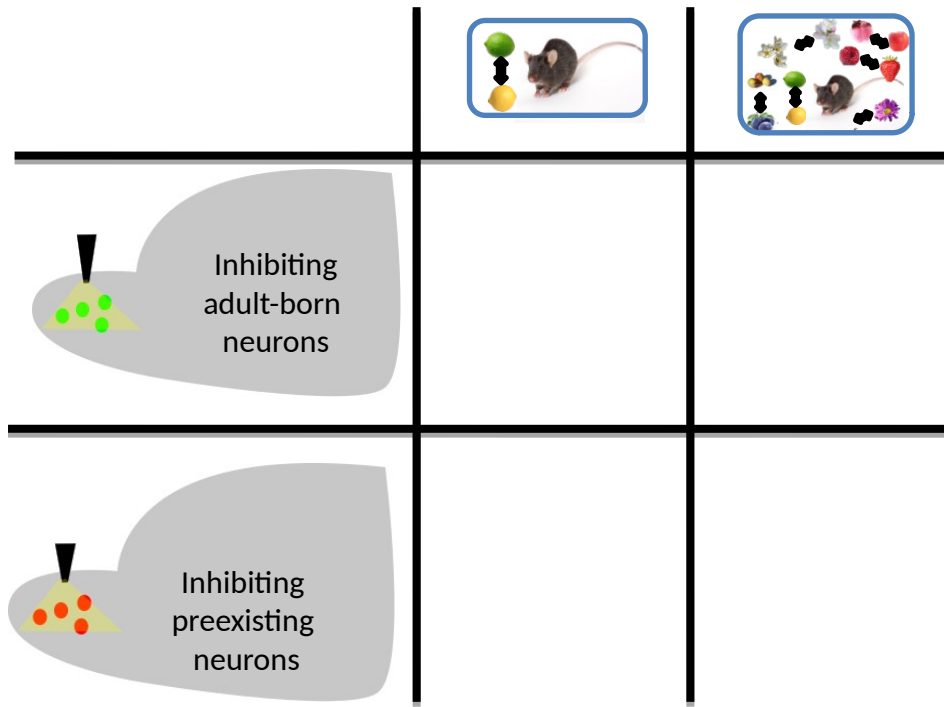 Inhibiting
adult-born
neurons
Inhibiting
preexisting
neurons